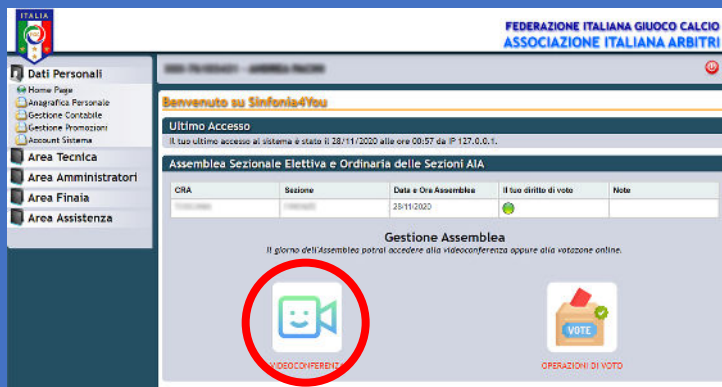 ITALIA
FIGC
FEDERAZIONE ITALIANA GIUOCO CALCIO
ASSOCIAZIONE ITALIANA ARBITRI
Dati Personali
Home Page
Anagrafica Personale
Gestione Contabile
Gestione Promozioni
Account Sistema
Area Tecnica
Area Amministratori
Area Finaia
Area Assistenza
Benvenuto su Sinfonia4You
Ultimo Accesso
Il tuo ultimo accesso al sistema è stato il 28/11/2020 alle ore 00:57 da IP 127.0.0.1.
Assemblea Sezionale Elettiva e Ordinaria delle Sezioni AIA
CRA Sezione Data e Ora Assemblea Il tuo diritto di voto Note
28/11/2020
Gestione Assemblea
Il giorno dell'Assemblea potrai accedere alla videoconferenza oppure alla votazone online.
VOTE
VIDEOCONFERENZA
OPERAZIONI DI VOTO